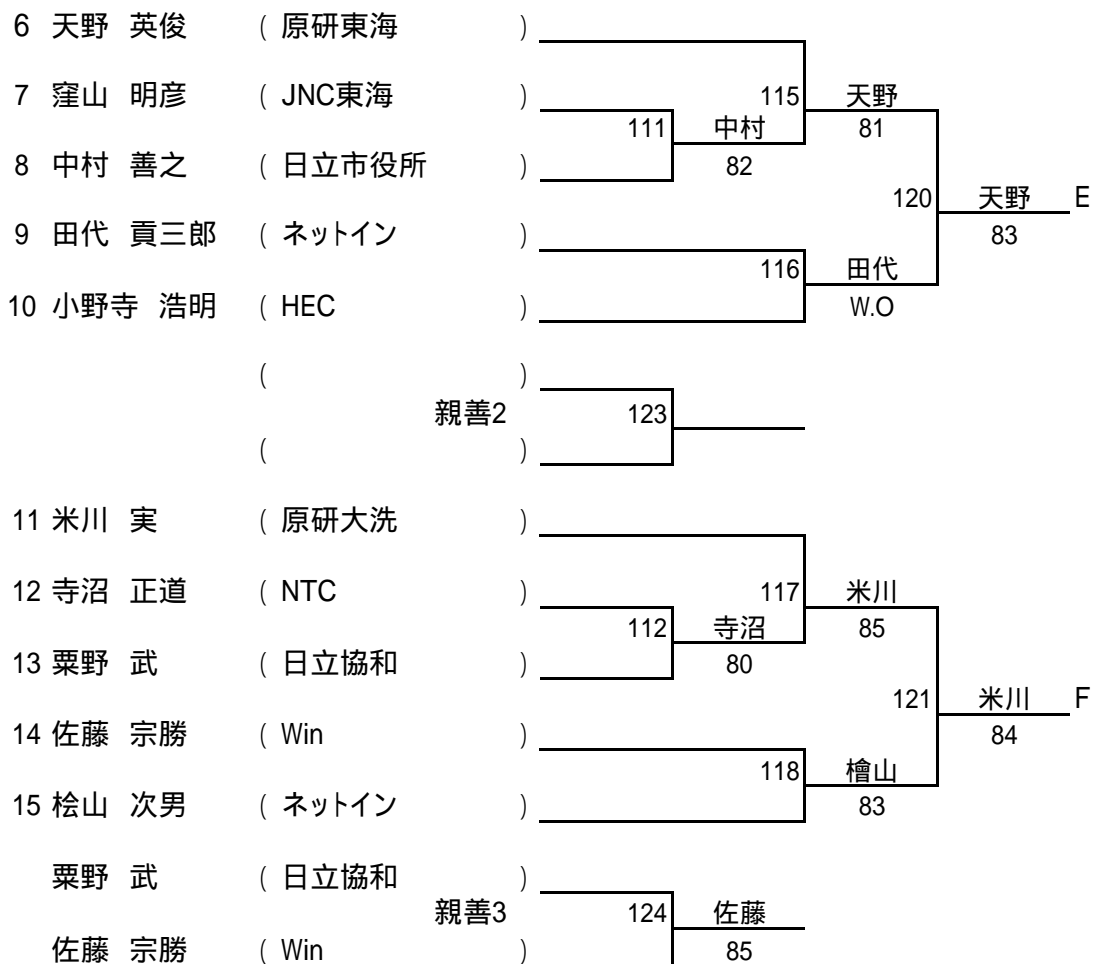 6 天野 英俊 ( 原研東海 )
7 窪山 明彦 ( JNC東海 ) 115 天野
111 中村 81
8 中村 善之 ( 日立市役所 ) 82
120 天野 E
9 田代 貢三郎 ( ネットイン ) 83
116 田代
10 小野寺 浩明 ( HEC ) W.O
( )
親善2 123
( )
11 米川 実 ( 原研大洗 )
12 寺沼 正道 ( NTC ) 117 米川
112 寺沼 85
13 粟野 武 ( 日立協和 ) 80
121 米川 F
14 佐藤 宗勝 ( Win ) 84
118 檜山
15 桧山 次男 ( ネットイン ) 83
粟野 武 ( 日立協和 )
親善3 124 佐藤
佐藤 宗勝 ( Win ) 85